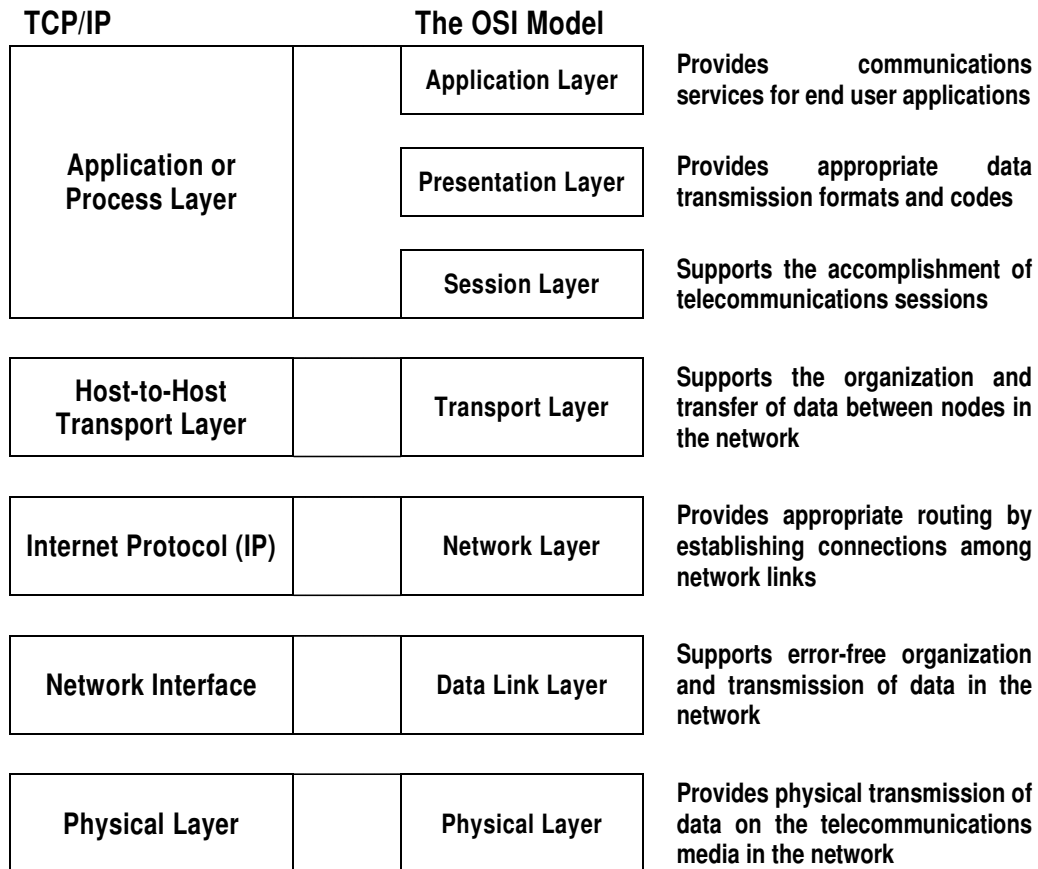 TCP/IP
The OSI Model
Application or
Process Layer
Application Layer
Provides communications
services for end user applications
Presentation Layer
Provides appropriate data
transmission formats and codes
Session Layer
Supports the accomplishment of
telecommunications sessions
Host-to-Host
Transport Layer
Transport Layer
Supports the organization and
transfer of data between nodes in
the network
Internet Protocol (IP)
Network Layer
Provides appropriate routing by
establishing connections among
network links
Network Interface
Data Link Layer
Supports error-free organization
and transmission of data in the
network
Physical Layer
Physical Layer
Provides physical transmission of
data on the telecommunications
media in the network